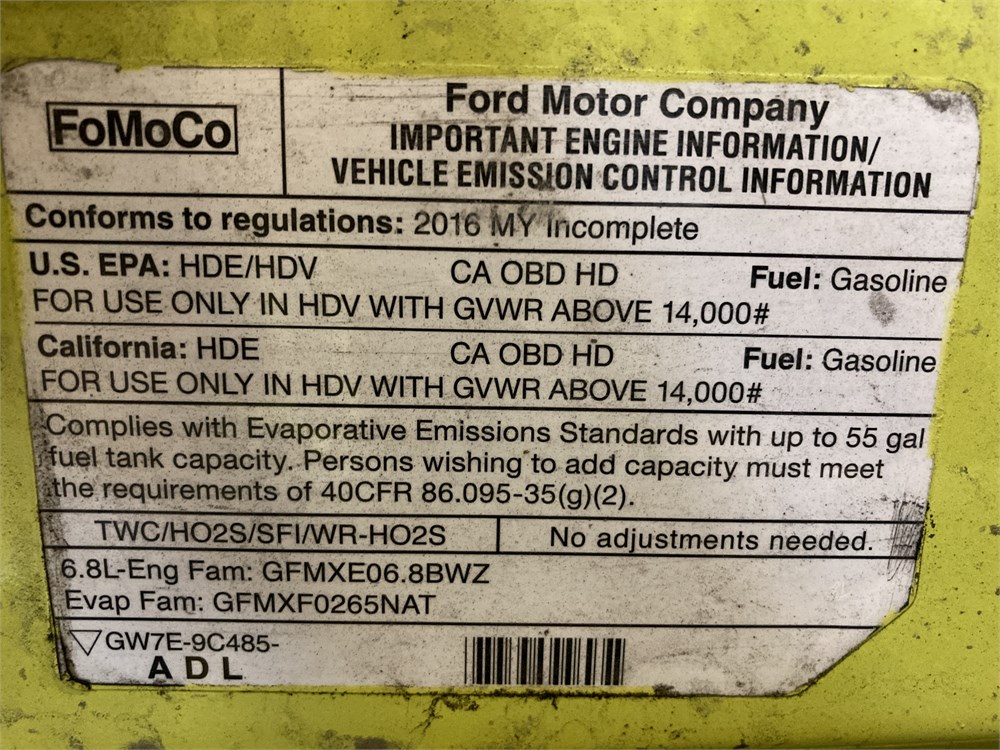 FoMoCo
Ford Motor Company
IMPORTANT ENGINE INFORMATION/
VEHICLE EMISSION CONTROL INFORMATION
Conforms to regulations: 2016 MY Incomplete
U.S. EPA: HDE/HDV CA OBD HD Fuel: Gasoline
FOR USE ONLY IN HDV WITH GVWR ABOVE 14,000#
California: HDE CA OBD HD Fuel: Gasoline
FOR USE ONLY IN HDV WITH GVWR ABOVE 14,000#
Complies with Evaporative Emissions Standards with up to 55 gal
fuel tank capacity. Persons wishing to add capacity must meet
the requirements of 40CFR 86.095-35(g)(2).
TWC/HO2S/SFI/WR-HO2S No adjustments needed.
6.8L-Eng Fam: GFMXE06.8BWZ
Evap Fam: GFMXF0265NAT
▽GW7E-9C485-
ADL